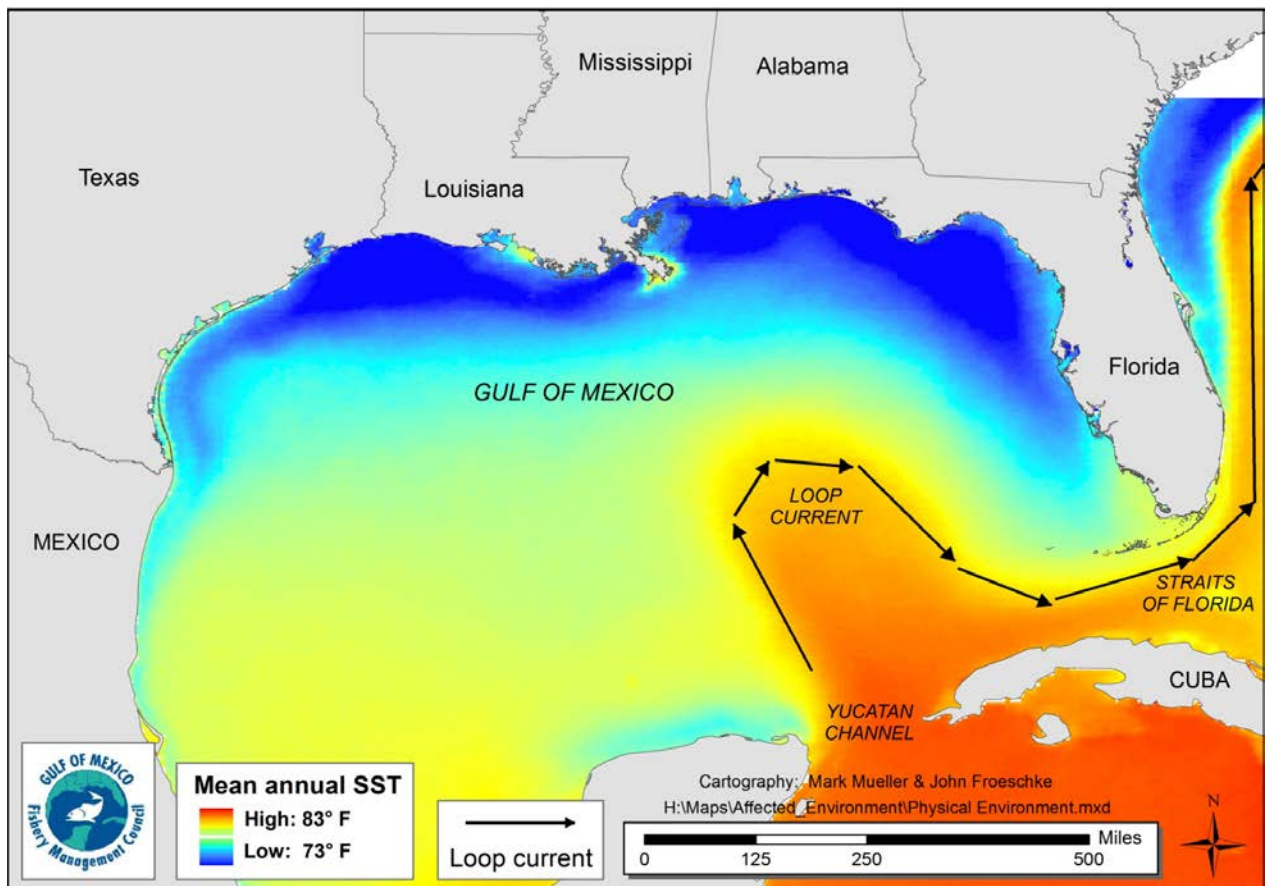 Mississippi
Alabama
Texas
Louisiana
Florida
GULF OF MEXICO
LOOP
CURRENT
MEXICO
STRAITS
OF FLORIDA
CUBA
YUCATAN
CHANNEL
GULF OF MEXICO
Fishery Management Council
Mean annual SST
High: 83° F
Low: 73° F
Loop current
Cartography: Mark Mueller & John Froeschke
H:\Maps\Affected_Environment\Physical Environment.mxd
N
Miles
0 125 250 500